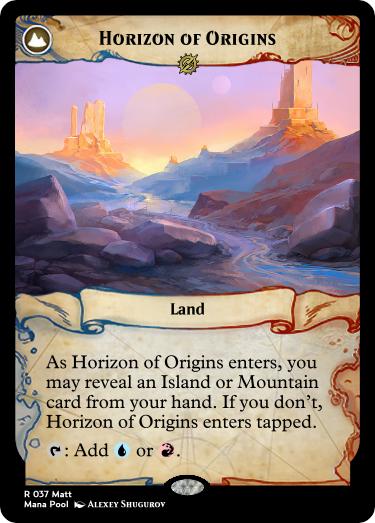 Horizon of Origins
Land
As Horizon of Origins enters, you
may reveal an Island or Mountain
card from your hand. If you don't,
Horizon of Origins enters tapped.
: Add or .
R 037 Matt
Mana Pool Alexey Shugurov